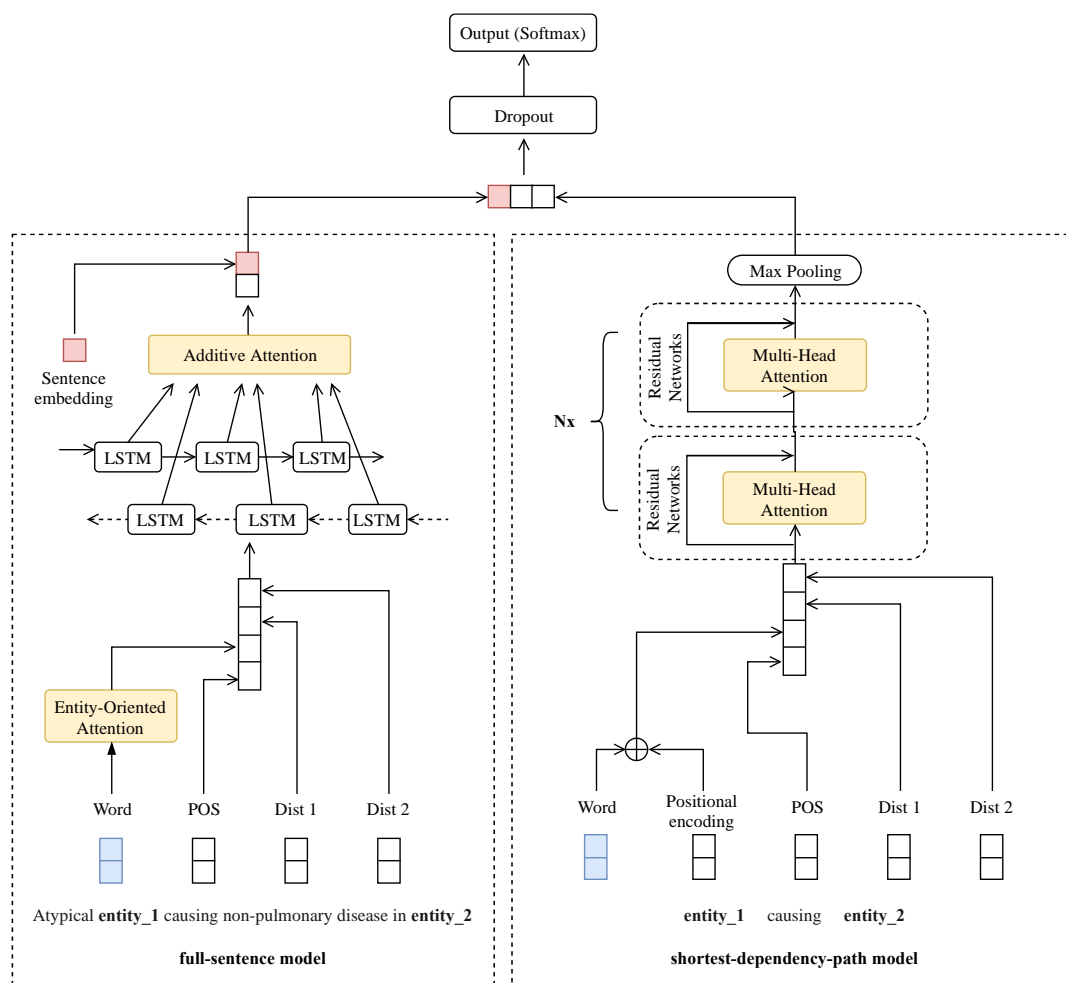 Output (Softmax)
Dropout
Additive Attention
Sentence
embedding
LSTM
LSTM
LSTM
LSTM
LSTM
LSTM
Entity-Oriented
Attention
Word
POS
Dist 1
Dist 2
Atypical entity_1 causing non-pulmonary disease in entity_2
full-sentence model
Max Pooling
Residual
Networks
Multi-Head
Attention
Nx
Residual
Networks
Multi-Head
Attention
Word
Positional
encoding
POS
Dist 1
Dist 2
entity_1 causing entity_2
shortest-dependency-path model